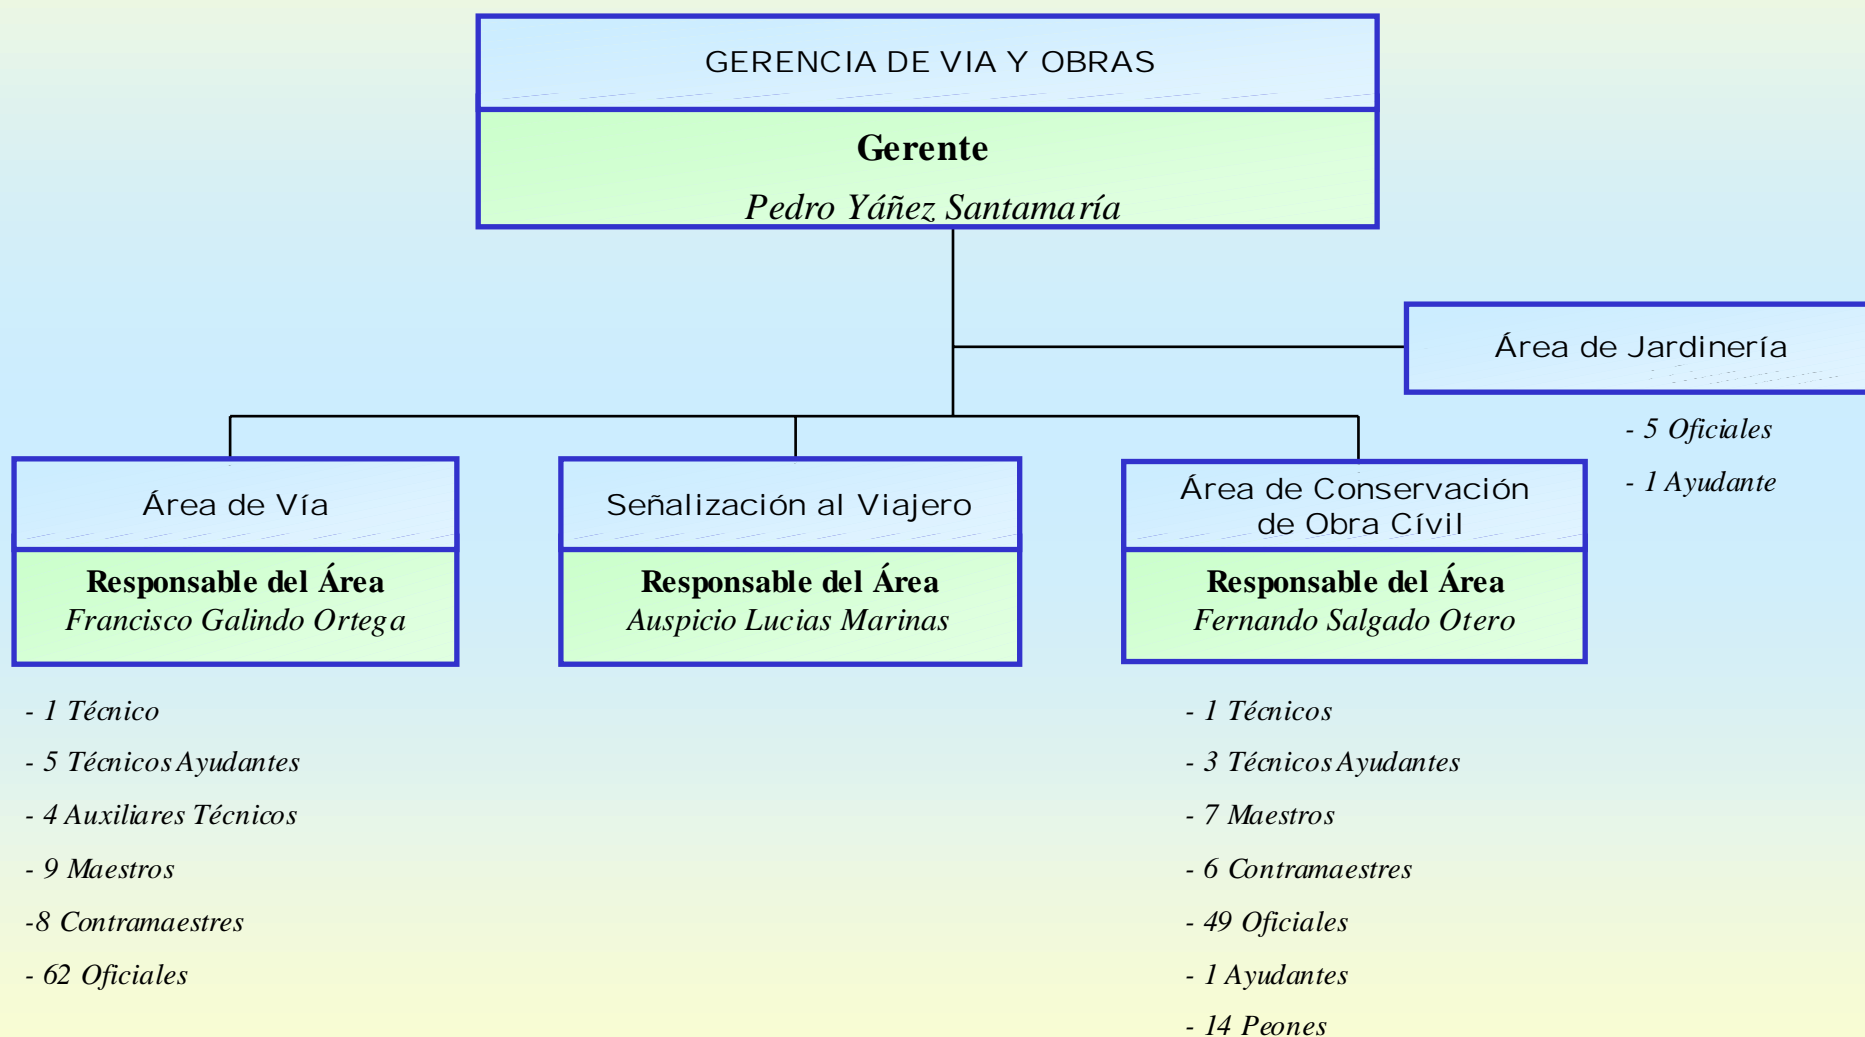 GERENCIA DE VIA Y OBRAS
Gerente
Pedro Yáñez Santamaría
Área de Jardinería
- 5 Oficiales
- 1 Ayudante
Área de Vía
Responsable del Área
Francisco Galindo Ortega
- 1 Técnico
- 5 Técnicos Ayudantes
- 4 Auxiliares Técnicos
- 9 Maestros
-8 Contramaestres
- 62 Oficiales
Señalización al Viajero
Responsable del Área
Auspicio Lucias Marinas
Área de Conservación
de Obra Cívil
Responsable del Área
Fernando Salgado Otero
- 1 Técnicos
- 3 Técnicos Ayudantes
- 7 Maestros
- 6 Contramaestres
- 49 Oficiales
- 1 Ayudantes
- 14 Peones